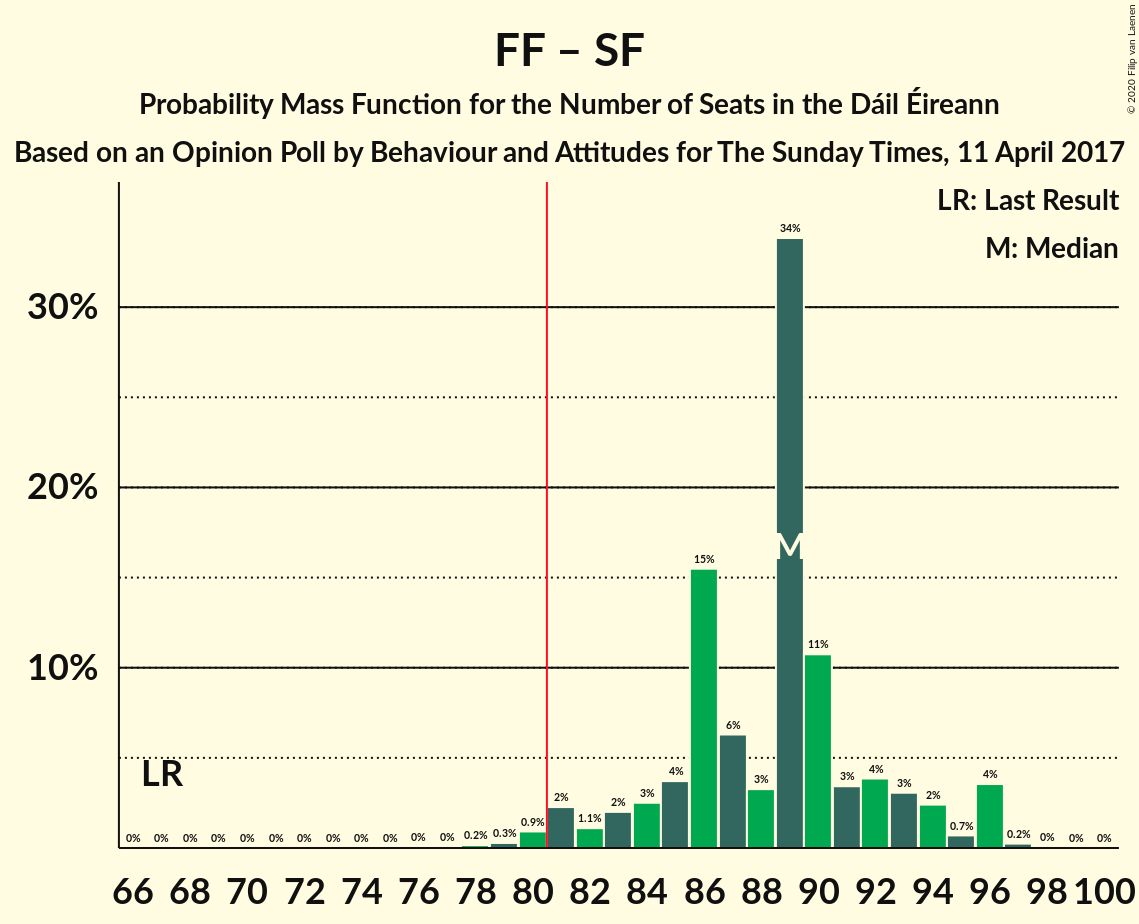 FF – SF
Probability Mass Function for the Number of Seats in the Dáil Éireann
Based on an Opinion Poll by Behaviour and Attitudes for The Sunday Times, 11 April 2017
© 2020 Filip van Laenen
LR: Last Result
M: Median
30%
20%
10%
LR
M
0% 0% 0% 0% 0% 0% 0% 0% 0% 0% 0% 0% 0.2% 0.3% 0.9% 2% 1.1% 2% 3% 4% 15% 6% 3% 34% 11% 3% 4% 3% 2% 0.7% 4% 0.2% 0% 0% 0%
66 68 70 72 74 76 78 80 82 84 86 88 90 92 94 96 98 100